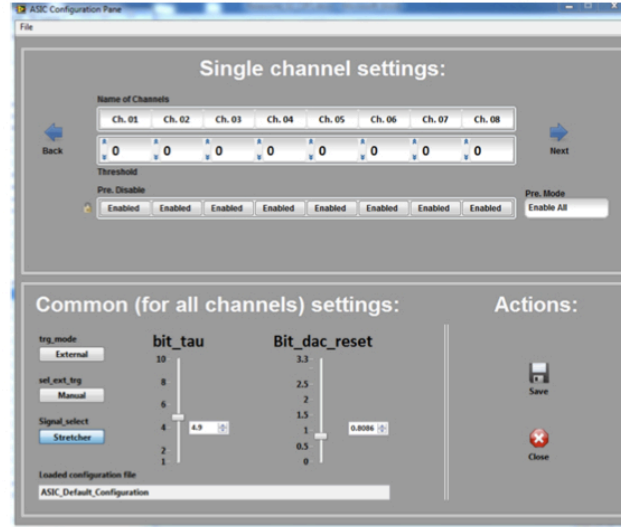 ASIC Configuration Pane
File
Single channel settings:
Name of Channels
Ch. 01 Ch. 02 Ch. 03 Ch. 04 Ch. 05 Ch. 06 Ch. 07 Ch. 08
Back 0 0 0 0 0 0 0 0 Next
Threshold
Pre. Disable Pre. Mode
Enabled Enabled Enabled Enabled Enabled Enabled Enabled Enabled Enable All
Common (for all channels) settings: Actions:
trg_mode bit_tau Bit_dac_reset
External 10 3.3
sel_ext_trg 8 2.5
Manual 6 2
Signal_select 4 4.9 1.5
Stretcher 2 1 0.8086
1 0.5
0
Save
Close
Loaded configuration file
ASIC_Default_Configuration